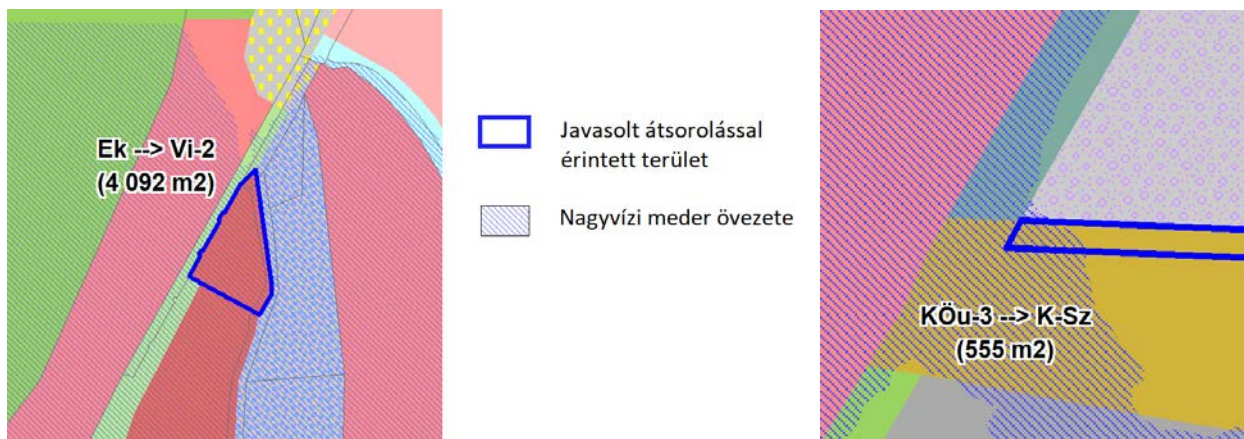 Ek --> Vi-2
(4 092 m2)
Javasolt átsorolással
érintett terület
Nagyvízi meder övezete
KÖu-3 --> K-Sz
(555 m2)